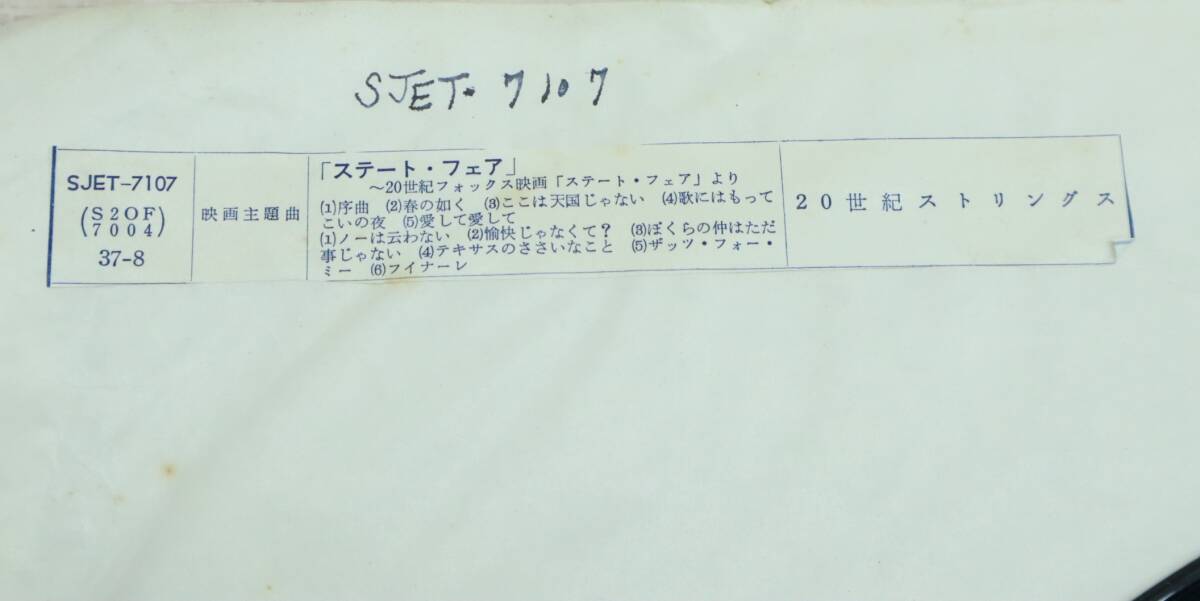 SJET-7107
SJET-7107
(S2OF
7004)
37-8
映画主題曲
「ステート・フェア」
〜20世紀フォックス映画「ステート・フェア」より
(1)序曲 (2)春の如く (3)ここは天国じゃない (4)歌にはもって
こいの夜 (5)愛して愛して
(1)ノーは云わない (2)愉快じゃなくて? (3)ぼくらの仲はただ
事じゃない (4)テキサスのささいなこと (5)ザッツ・フォー・
ミー (6)フイナーレ
20世紀ストリングス